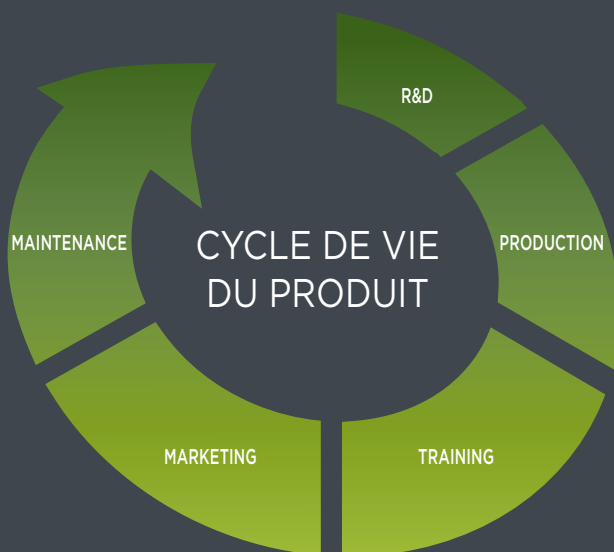 R&D
PRODUCTION
MAINTENANCE
CYCLE DE VIE
DU PRODUIT
MARKETING
TRAINING